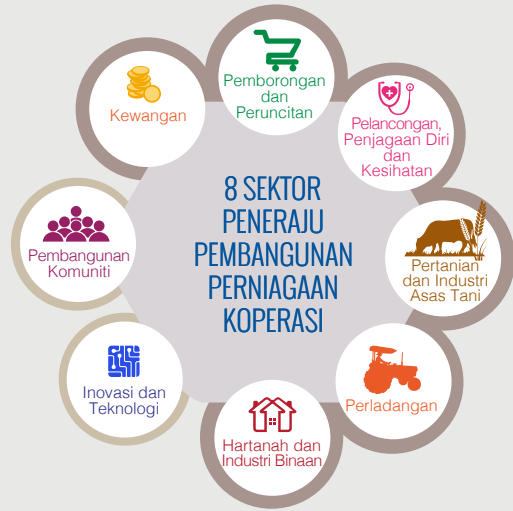 8 SEKTOR
PENERAJU
PEMBANGUNAN
PERNIAGAAN
KOPERASI
Pemborongan
dan
Peruncitan
Pelancongan,
Penjagaan Diri
dan
Kesihatan
Pertanian
dan Industri
Asas Tani
Perladangan
Hartanah dan
Industri Binaan
Inovasi dan
Teknologi
Pembangunan
Komuniti
Kewangan